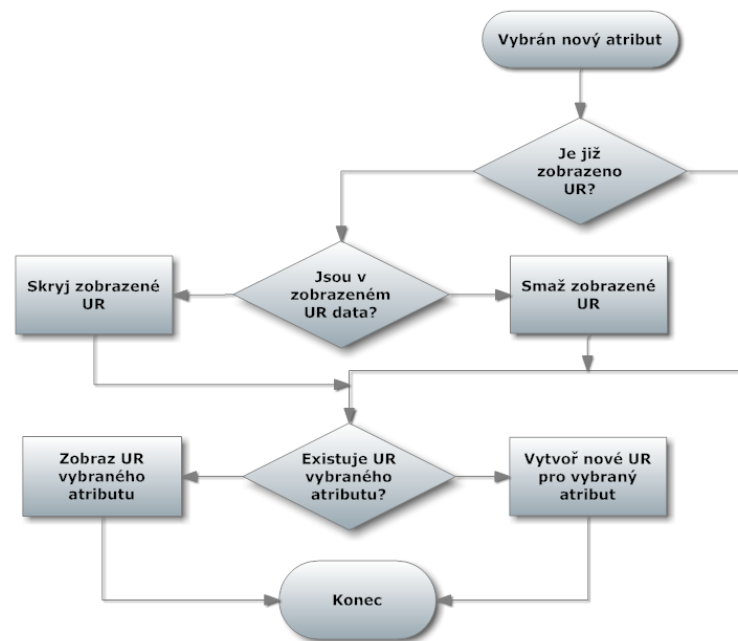 Vybrán nový atribut
Je již
zobrazeno
UR?
Skryj zobrazené
UR
Jsou v
zobrazeném
UR data?
Smaž zobrazené
UR
Zobraz UR
vybraného
atributu
Existuje UR
vybraného
atributu?
Vytvoř nové UR
pro vybraný
atribut
Konec